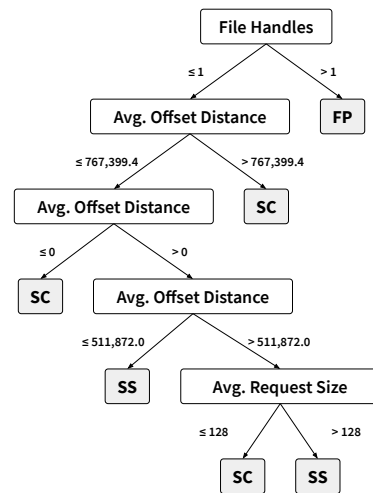 File Handles
≤ 1
> 1
Avg. Offset Distance
FP
≤ 767,399.4
> 767,399.4
Avg. Offset Distance
SC
≤ 0
> 0
SC
Avg. Offset Distance
≤ 511,872.0
> 511,872.0
SS
Avg. Request Size
≤ 128
> 128
SC
SS